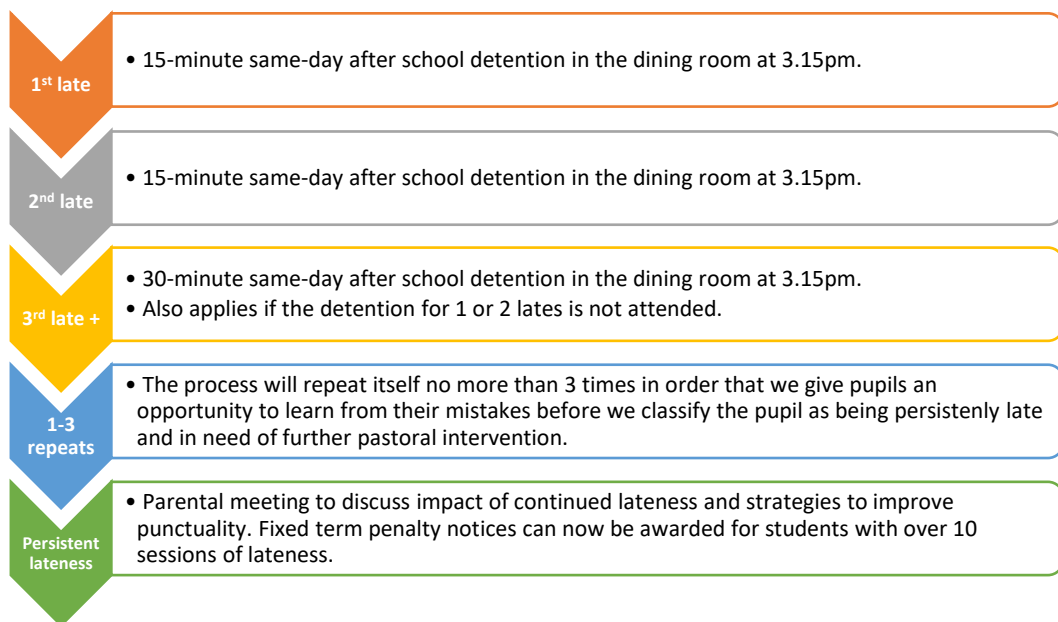 1st late
• 15-minute same-day after school detention in the dining room at 3.15pm.
2nd late
• 15-minute same-day after school detention in the dining room at 3.15pm.
3rd late +
• 30-minute same-day after school detention in the dining room at 3.15pm.
• Also applies if the detention for 1 or 2 lates is not attended.
1-3
repeats
• The process will repeat itself no more than 3 times in order that we give pupils an
opportunity to learn from their mistakes before we classify the pupil as being persistenly late
and in need of further pastoral intervention.
Persistent
lateness
• Parental meeting to discuss impact of continued lateness and strategies to improve
punctuality. Fixed term penalty notices can now be awarded for students with over 10
sessions of lateness.